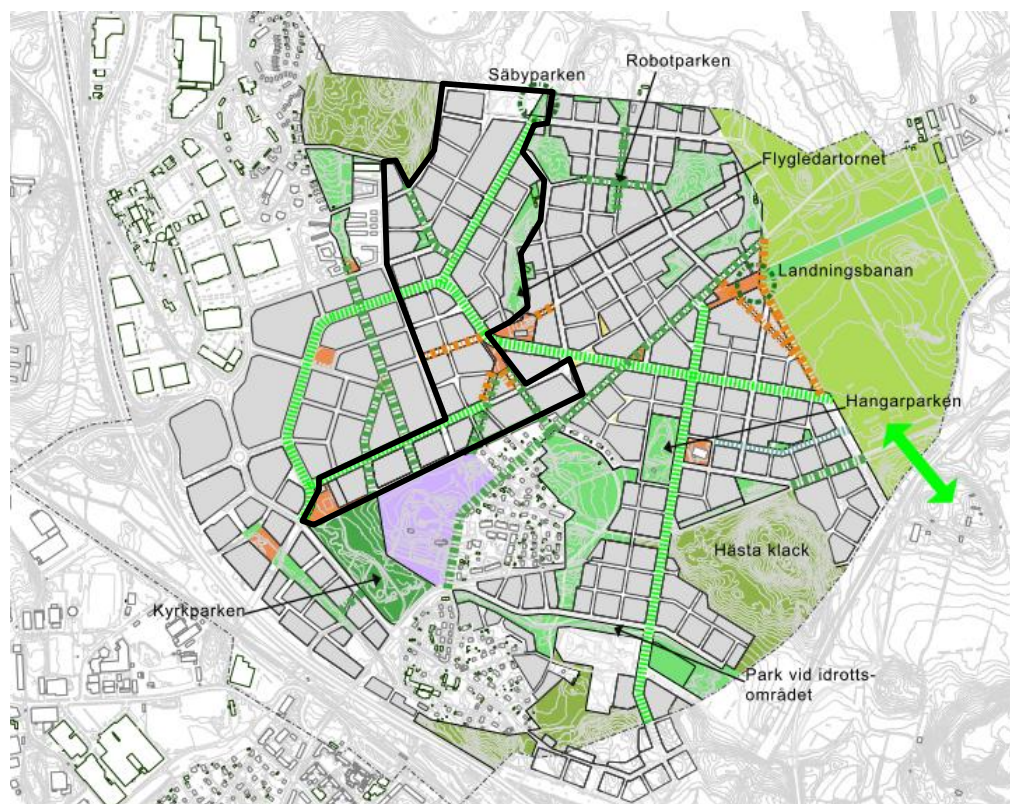 Robotparken
Säbyparken
Flygledartornet
Landningsbanan
Hangarparken
Hästa klack
Kyrkparken
Park vid idrotts-
området